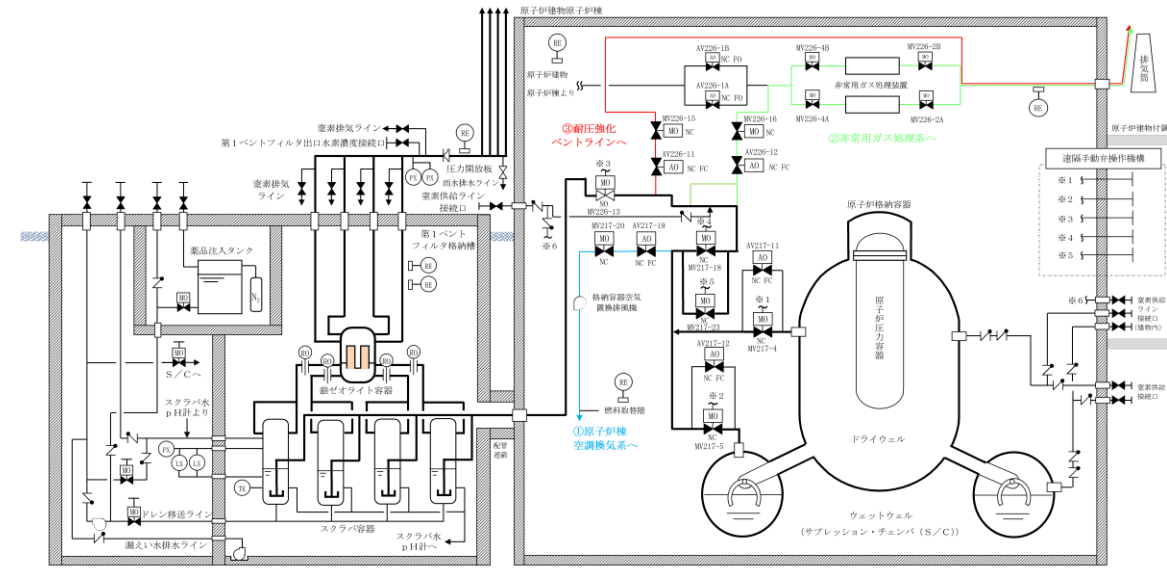 原子炉建物原子炉棟
RE
原子炉建物
原子炉棟より
AV226-1B
AO
NC FO
AV226-1A
AO
NC FO
MV226-4B
MO
MV226-2B
MO
非常用ガス処理装置
MO
MV226-4A
MO
MV226-2A
RE
排気筒
原子炉建物付属
遠隔手動弁操作機構
※1
※2
※3
※4
※5
窒素排気ライン
第1ベントフィルタ出口水素濃度接続口
RE
圧力開放板
PX
PX
雨水排水ライン
窒素排気
ライン
窒素供給ライン
接続口
※6
③耐圧強化
ベントラインへ
MV226-15
MO
NC
AV226-11
AO
NC FC
MV226-16
MO
NC
AV226-12
AO
NC FC
②非常用ガス処理系へ
※3
MO
NC
MV226-13
第1ベント
フィルタ格納槽
RE
RE
薬品注入タンク
N₂
MO
MO
S/Cへ
スクラバ水
pH計より
MV217-20
MO
NC
AV217-19
AO
NC FC
※4
MO
NC
MV217-18
※5
MO
NC
MV217-23
AV217-11
AO
NC FC
※1
MO
NC
MV217-4
格納容器空気
置換排風機
AV217-12
AO
NC FC
※2
MO
NC
MV217-5
RE
燃料取替階
①原子炉棟
空調換気系へ
原子炉格納容器
原子炉圧力容器
ドライウェル
ウェットウェル
(サプレッション・チェンバ(S/C))
※6
窒素供給
ライン
接続口
(建物内)
窒素供給
接続口
RO
RO
RO
RO
銀ゼオライト容器
配管
遮蔽
PX
LX
LX
MO
TE
MO
ドレン移送ライン
漏えい水排水ライン
スクラバ容器
スクラバ水
pH計へ